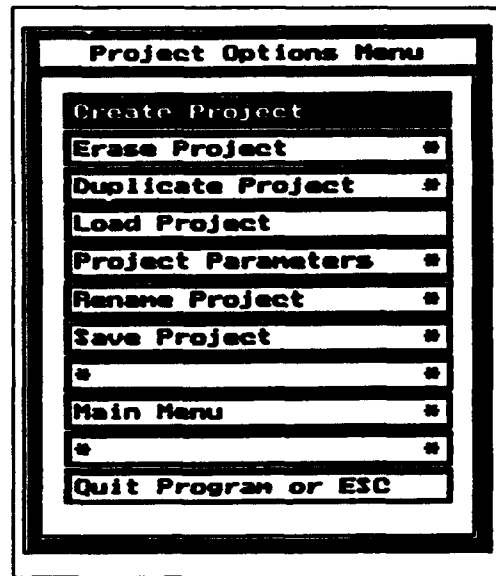 Project Options Menu
Create Project
Erase Project *
Duplicate Project *
Load Project
Project Parameters *
Rename Project *
Save Project *
* *
Main Menu *
* *
Quit Program or ESC